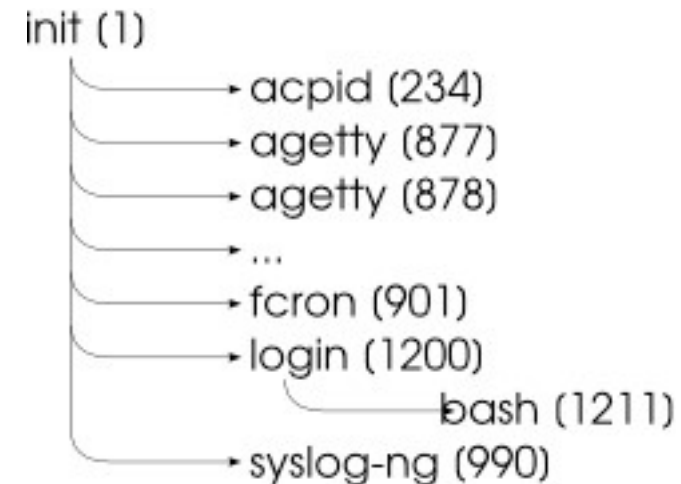 init (1)
acpid (234)
agetty (877)
agetty (878)
...
fcron (901)
login (1200)
bash (1211)
syslog-ng (990)